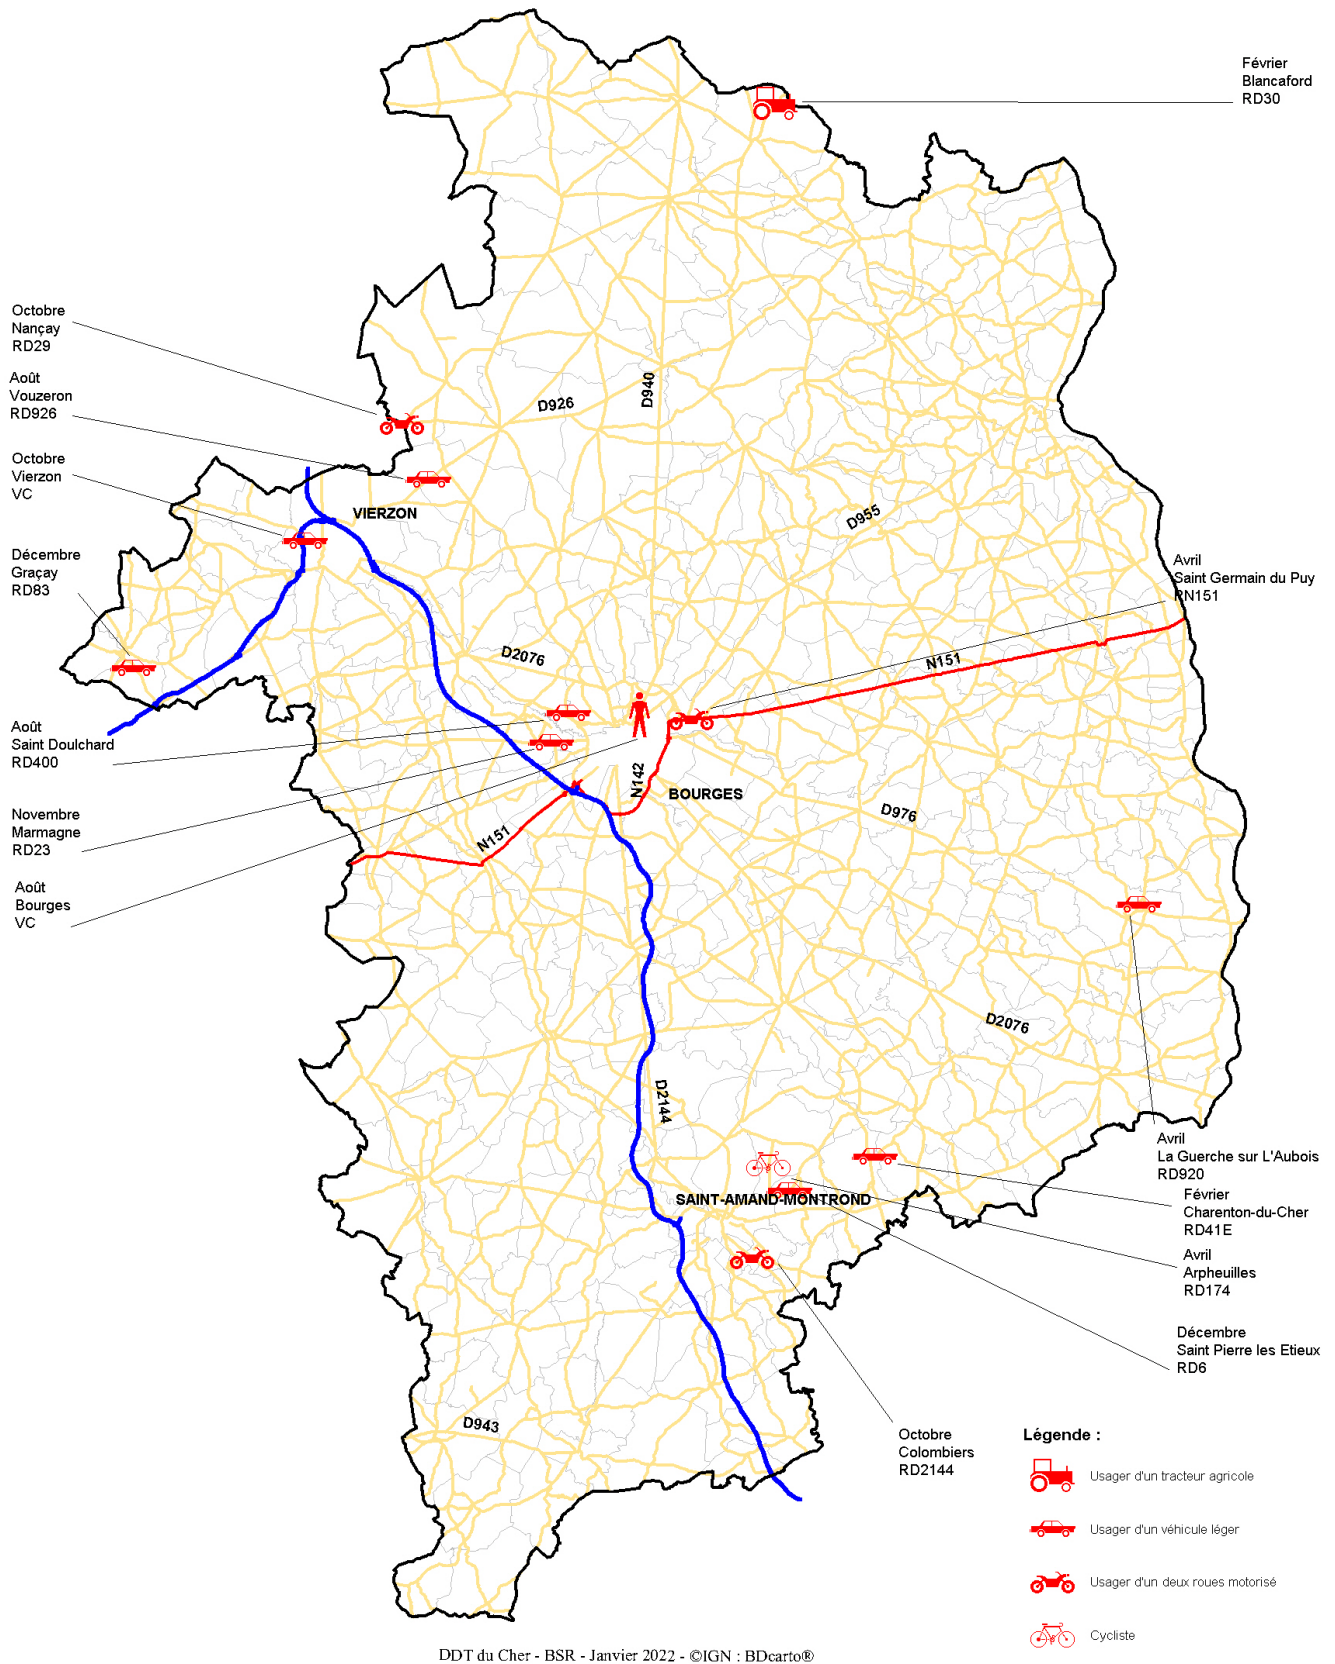 Février
Blancaford
RD30
Octobre
Nançay
RD29
Août
Vouzeron
RD926
Octobre
Vierzon
VC
Décembre
Graçay
RD83
Août
Saint Doulchard
RD400
Novembre
Marmagne
RD23
Août
Bourges
VC
D940
D926
VIERZON
D955
Avril
Saint Germain du Puy
RN151
D2076
N151
N142
BOURGES
N151
D976
D2076
D2144
SAINT-AMAND-MONTROND
Avril
La Guerche sur L'Aubois
RD920
Février
Charenton-du-Cher
RD41E
Avril
Arpheuilles
RD174
Décembre
Saint Pierre les Etieux
RD6
D943
Octobre
Colombiers
RD2144
Légende :
Usager d'un tracteur agricole
Usager d'un véhicule léger
Usager d'un deux roues motorisé
Cycliste
DDT du Cher - BSR - Janvier 2022 - ©IGN : BDcarto®